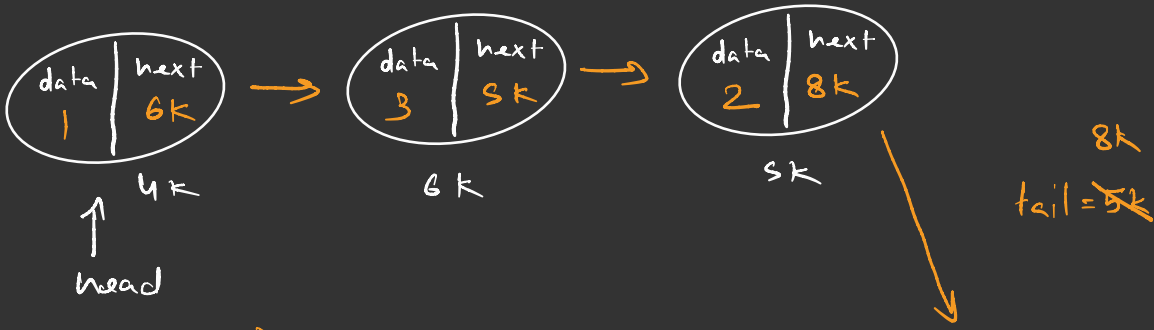 data next
1 6k
4k
head
data next
3 5k
6k
data next
2 8k
5k
8k
tail = 5k